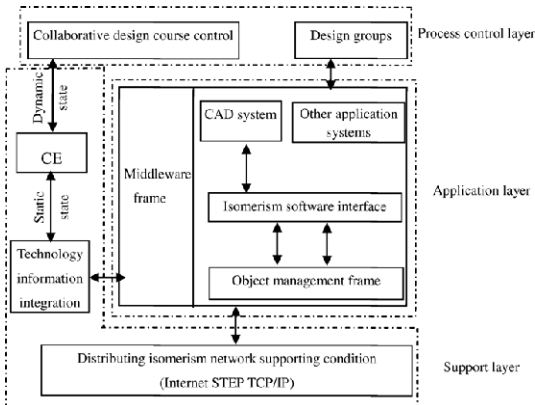 Collaborative design course control
Design groups
Process control layer
Dynamic
state
CAD system
Other application
systems
CE
Middleware
frame
Application layer
Static
state
Isomerism software interface
Technology
information
integration
Object management frame
Distributing isomerism network supporting condition
(Internet STEP TCP/IP)
Support layer